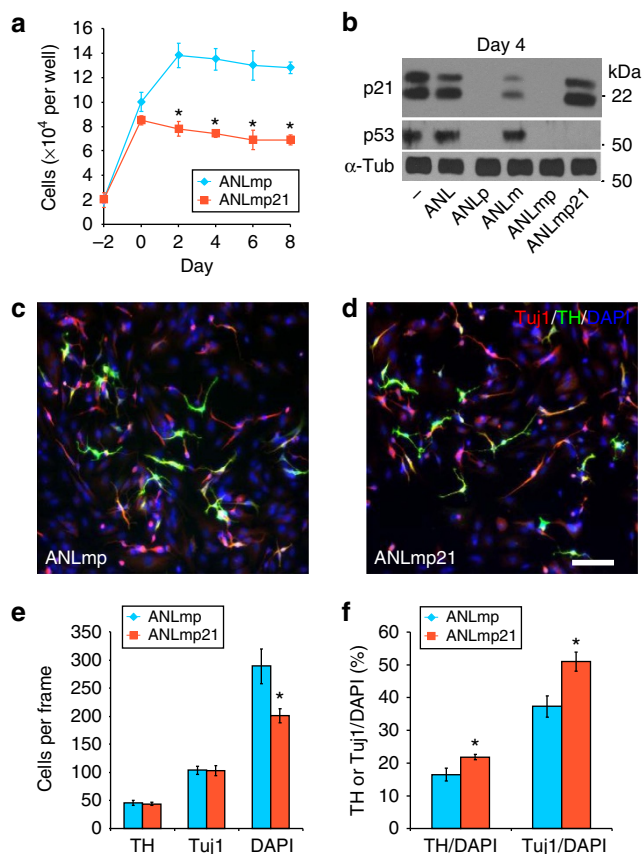 a
Cells (×10⁴ per well)
16
14
12
10
8
6
4
2
0
−2 0 2 4 6 8
Day
ANLmp
ANLmp21
* * * *
b
Day 4
kDa
p21
22
p53
50
α-Tub
50
– ANL ANLp ANLm ANLmp ANLmp21
c
ANLmp
d
Tuj1/TH/DAPI
ANLmp21
e
ANLmp
ANLmp21
Cells per frame
350
300
250
200
150
100
50
0
*
TH Tuj1 DAPI
f
ANLmp
ANLmp21
TH or Tuj1/DAPI (%)
60
50
40
30
20
10
0
* *
TH/DAPI Tuj1/DAPI